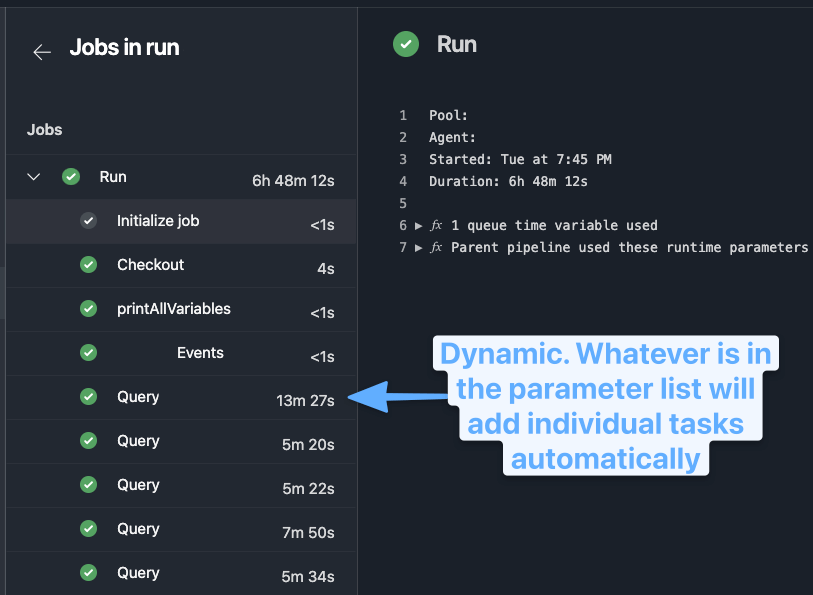 Jobs in run
Jobs
Run 6h 48m 12s
Initialize job <1s
Checkout 4s
printAllVariables <1s
Events <1s
Query 13m 27s
Query 5m 20s
Query 5m 22s
Query 7m 50s
Query 5m 34s
Run
1 Pool:
2 Agent:
3 Started: Tue at 7:45 PM
4 Duration: 6h 48m 12s
5
6 ▶ fx 1 queue time variable used
7 ▶ fx Parent pipeline used these runtime parameters
Dynamic. Whatever is in
the parameter list will
add individual tasks
automatically